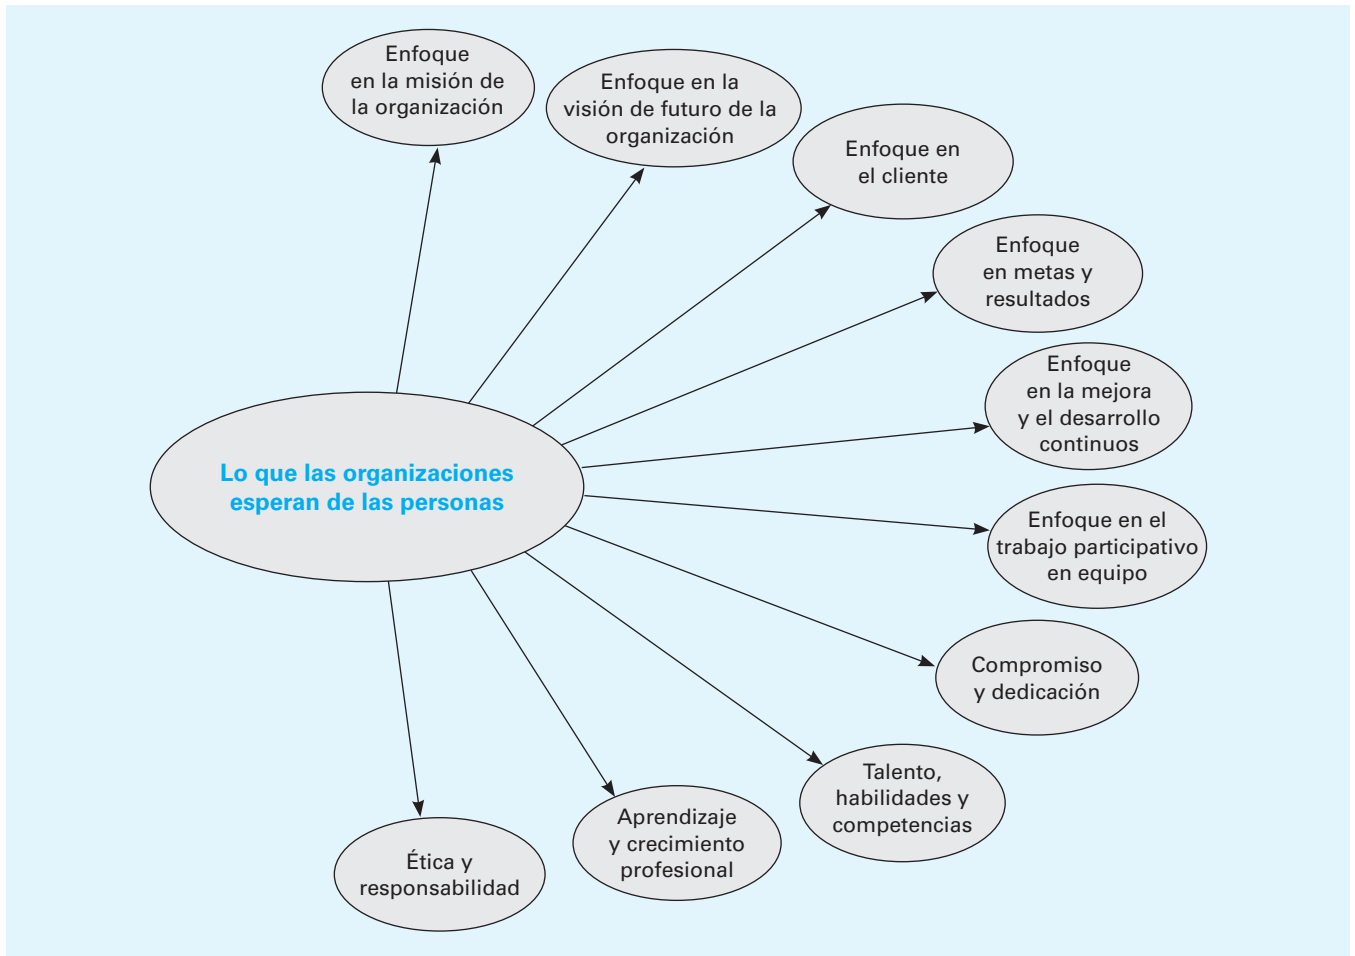 Enfoque
en la misión de
la organización
Enfoque en la
visión de futuro de la
organización
Enfoque en
el cliente
Enfoque
en metas y
resultados
Enfoque
en la mejora
y el desarrollo
continuos
Lo que las organizaciones
esperan de las personas
Enfoque en el
trabajo participativo
en equipo
Compromiso
y dedicación
Talento,
habilidades y
competencias
Aprendizaje
y crecimiento
profesional
Ética y
responsabilidad